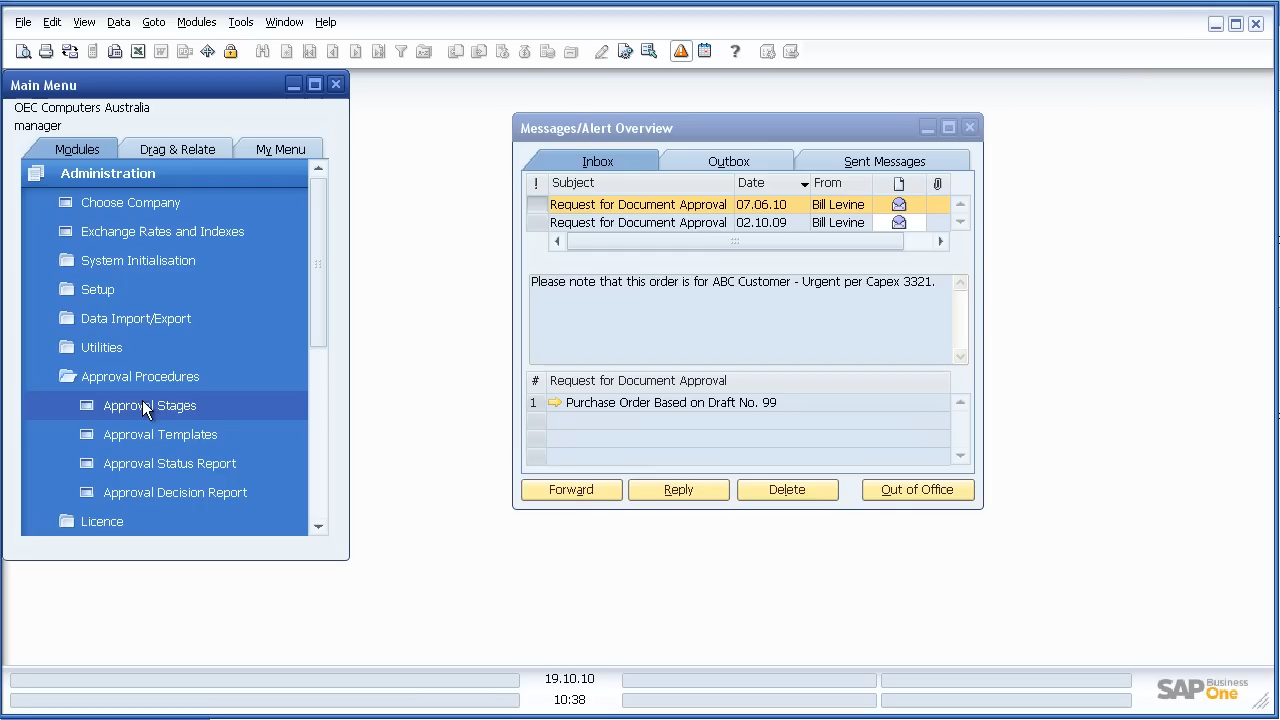 File Edit View Data Goto Modules Tools Window Help
Main Menu
OEC Computers Australia
manager
Modules Drag & Relate My Menu
Administration
Choose Company
Exchange Rates and Indexes
System Initialisation
Setup
Data Import/Export
Utilities
Approval Procedures
Approval Stages
Approval Templates
Approval Status Report
Approval Decision Report
Licence
Messages/Alert Overview
Inbox Outbox Sent Messages
! Subject Date From
Request for Document Approval 07.06.10 Bill Levine
Request for Document Approval 02.10.09 Bill Levine
Please note that this order is for ABC Customer - Urgent per Capex 3321.
# Request for Document Approval
1 Purchase Order Based on Draft No. 99
Forward Reply Delete Out of Office
19.10.10
10:38
SAP Business One